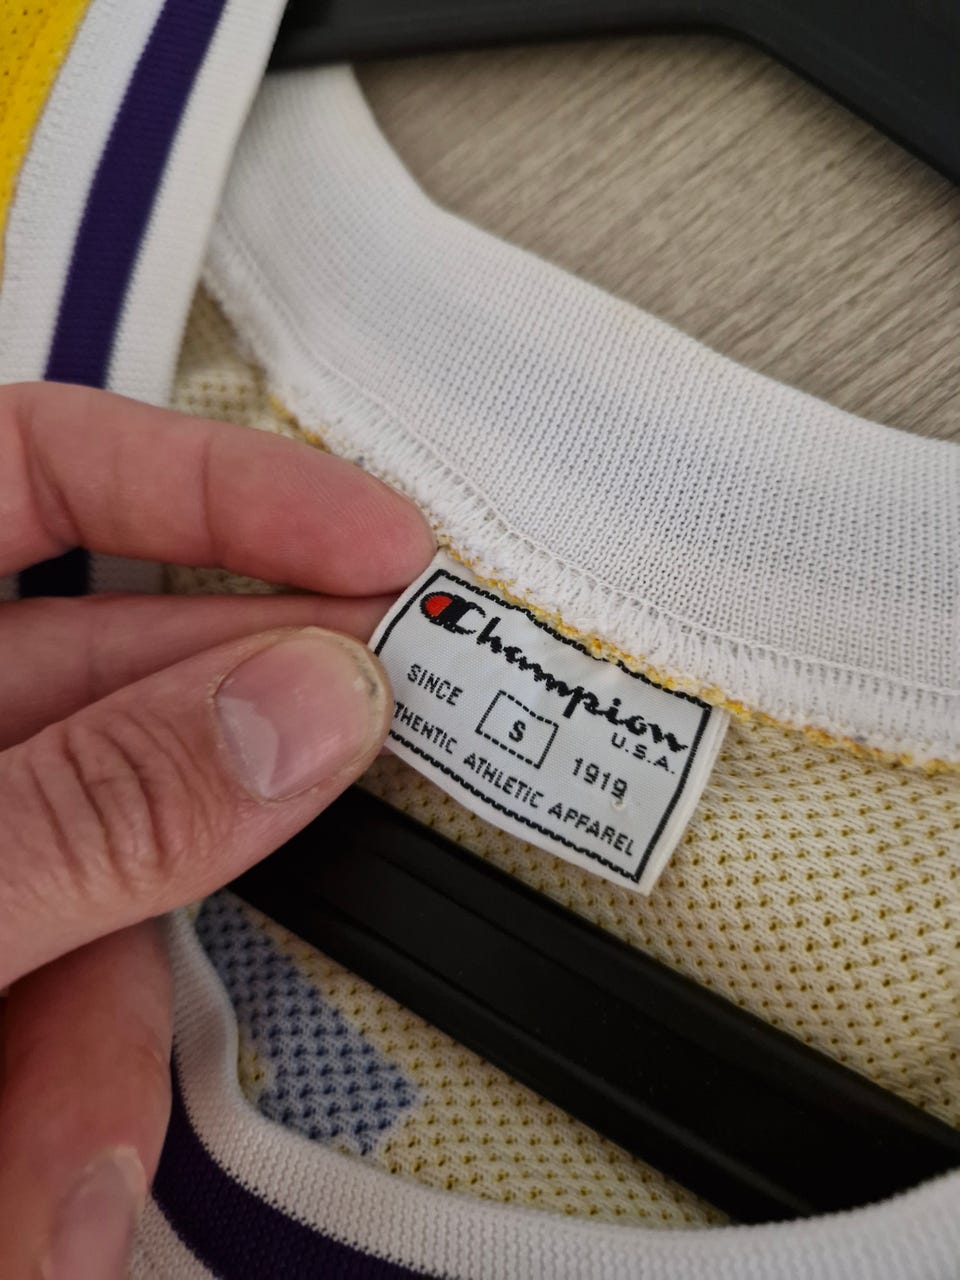 Champion
U.S.A.
SINCE S 1919
THENTIC ATHLETIC APPAREL